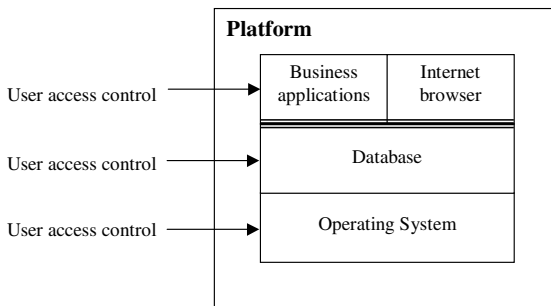 Platform
User access control
Business applications
Internet browser
User access control
Database
User access control
Operating System